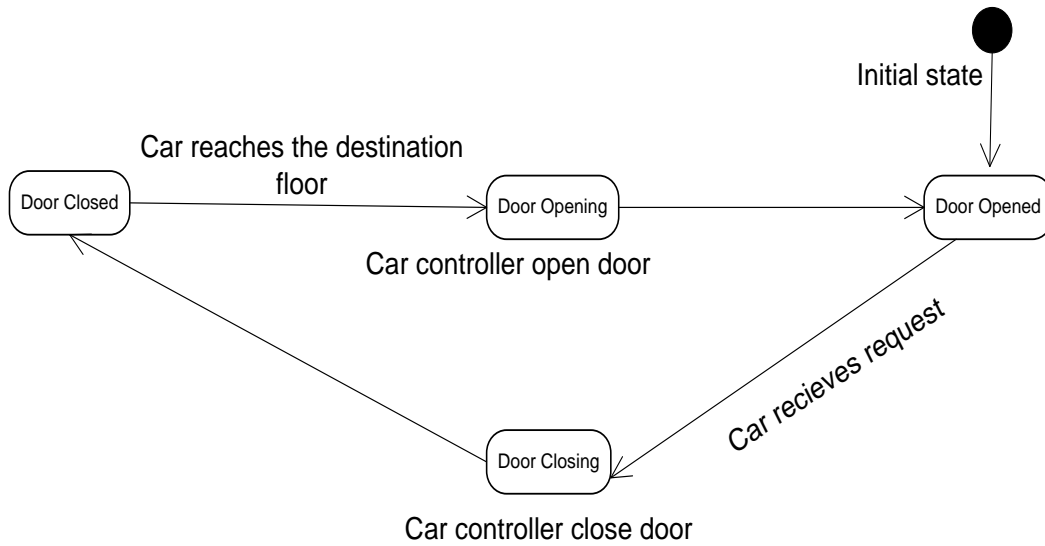 Initial state
Car reaches the destination
floor
Door Closed
Door Opening
Door Opened
Car controller open door
Car recieves request
Door Closing
Car controller close door